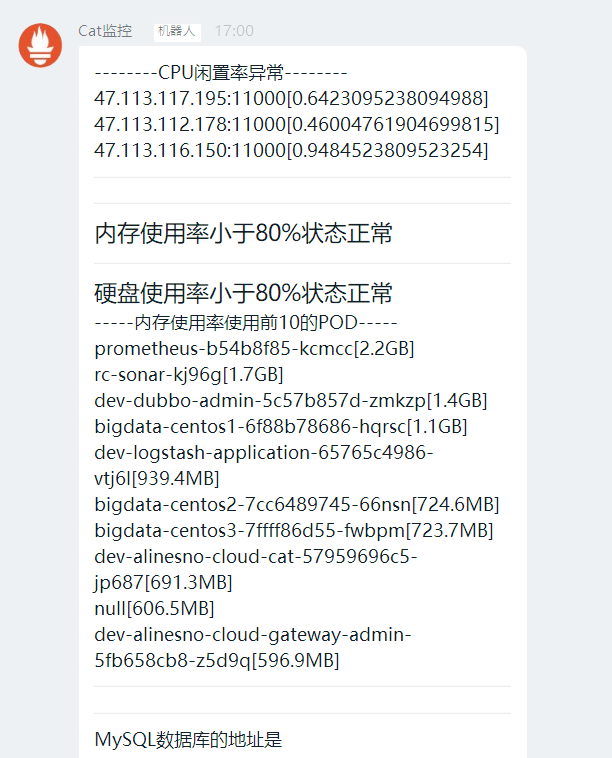 Cat监控 机器人 17:00
--------CPU闲置率异常--------
47.113.117.195:11000[0.6423095238094988]
47.113.112.178:11000[0.46004761904699815]
47.113.116.150:11000[0.9484523809523254]
内存使用率小于80%状态正常
硬盘使用率小于80%状态正常
-----内存使用率使用前10的POD-----
prometheus-b54b8f85-kcmcc[2.2GB]
rc-sonar-kj96g[1.7GB]
dev-dubbo-admin-5c57b857d-zmkzp[1.4GB]
bigdata-centos1-6f88b78686-hqrsc[1.1GB]
dev-logstash-application-65765c4986-
vtj6l[939.4MB]
bigdata-centos2-7cc6489745-66nsn[724.6MB]
bigdata-centos3-7ffff86d55-fwbpm[723.7MB]
dev-alinesno-cloud-cat-57959696c5-
jp687[691.3MB]
null[606.5MB]
dev-alinesno-cloud-gateway-admin-
5fb658cb8-z5d9q[596.9MB]
MySQL数据库的地址是